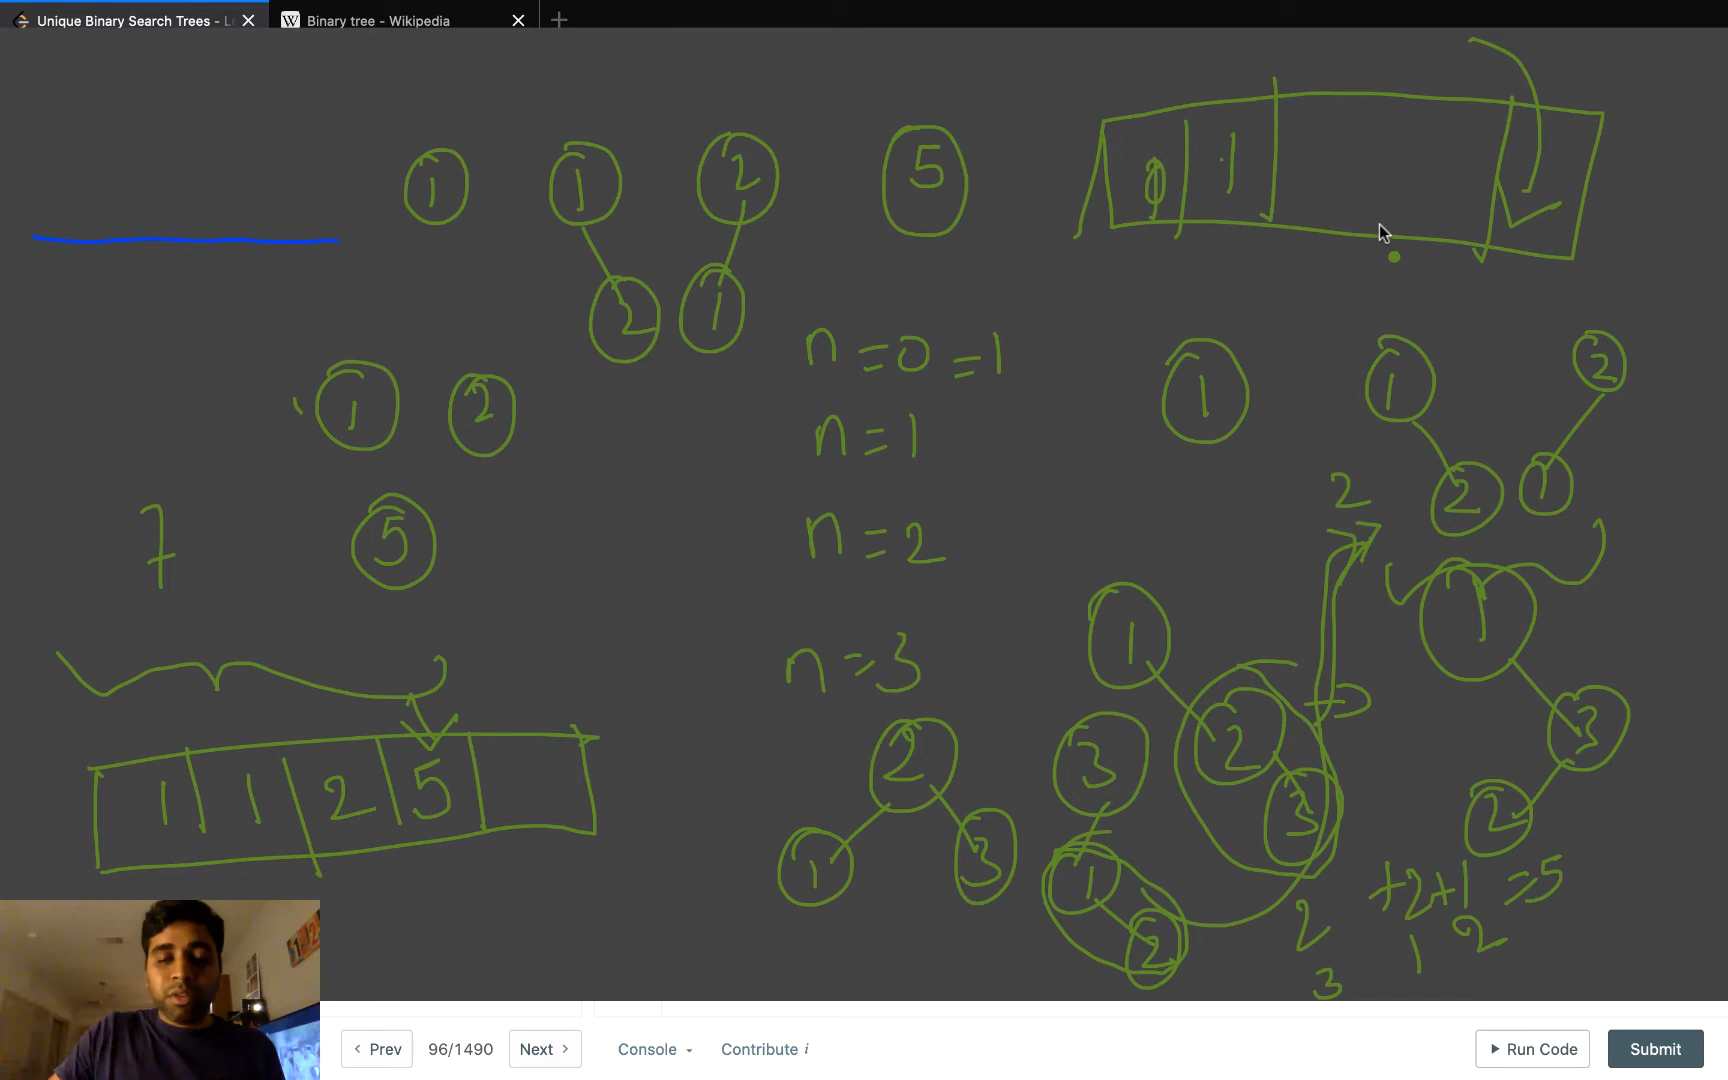 Unique Binary Search Trees - L
Binary tree - Wikipedia
1 1 2 5 0 1
2 1
n=0=1
1 1 2
1 2
n=1
2 1
2
7 5
n=2
1
1
n=3
2 3
3
2 3
1 3
2
1 1 2 5
1 3
2
+2+1=5
2
1 2
3
Prev
96/1490
Next
Console
Contribute i
Run Code
Submit